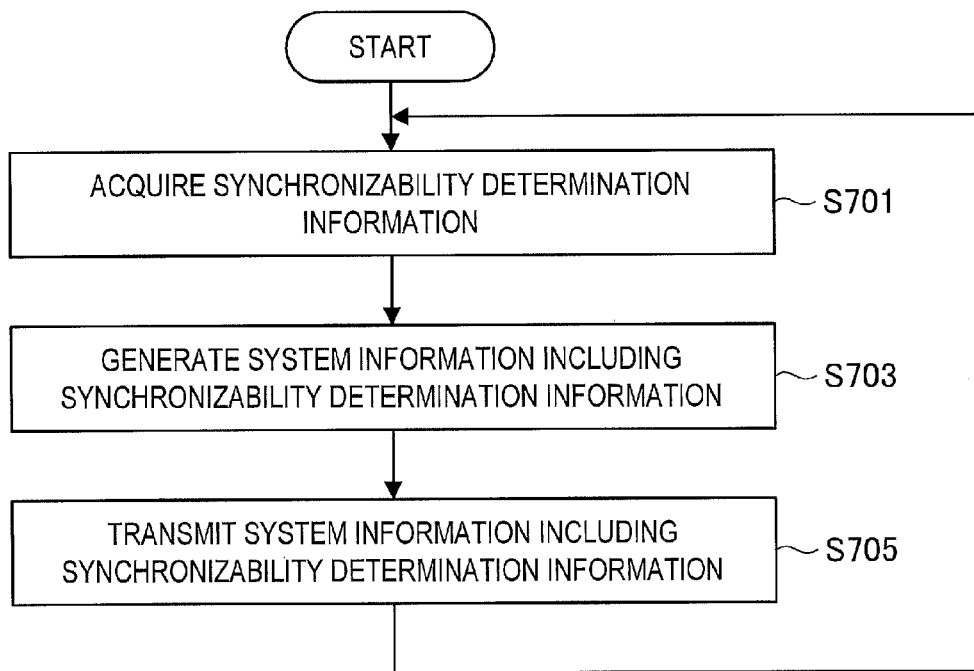 START
ACQUIRE SYNCHRONIZABILITY DETERMINATION
INFORMATION
S701
GENERATE SYSTEM INFORMATION INCLUDING
SYNCHRONIZABILITY DETERMINATION INFORMATION
S703
TRANSMIT SYSTEM INFORMATION INCLUDING
SYNCHRONIZABILITY DETERMINATION INFORMATION
S705